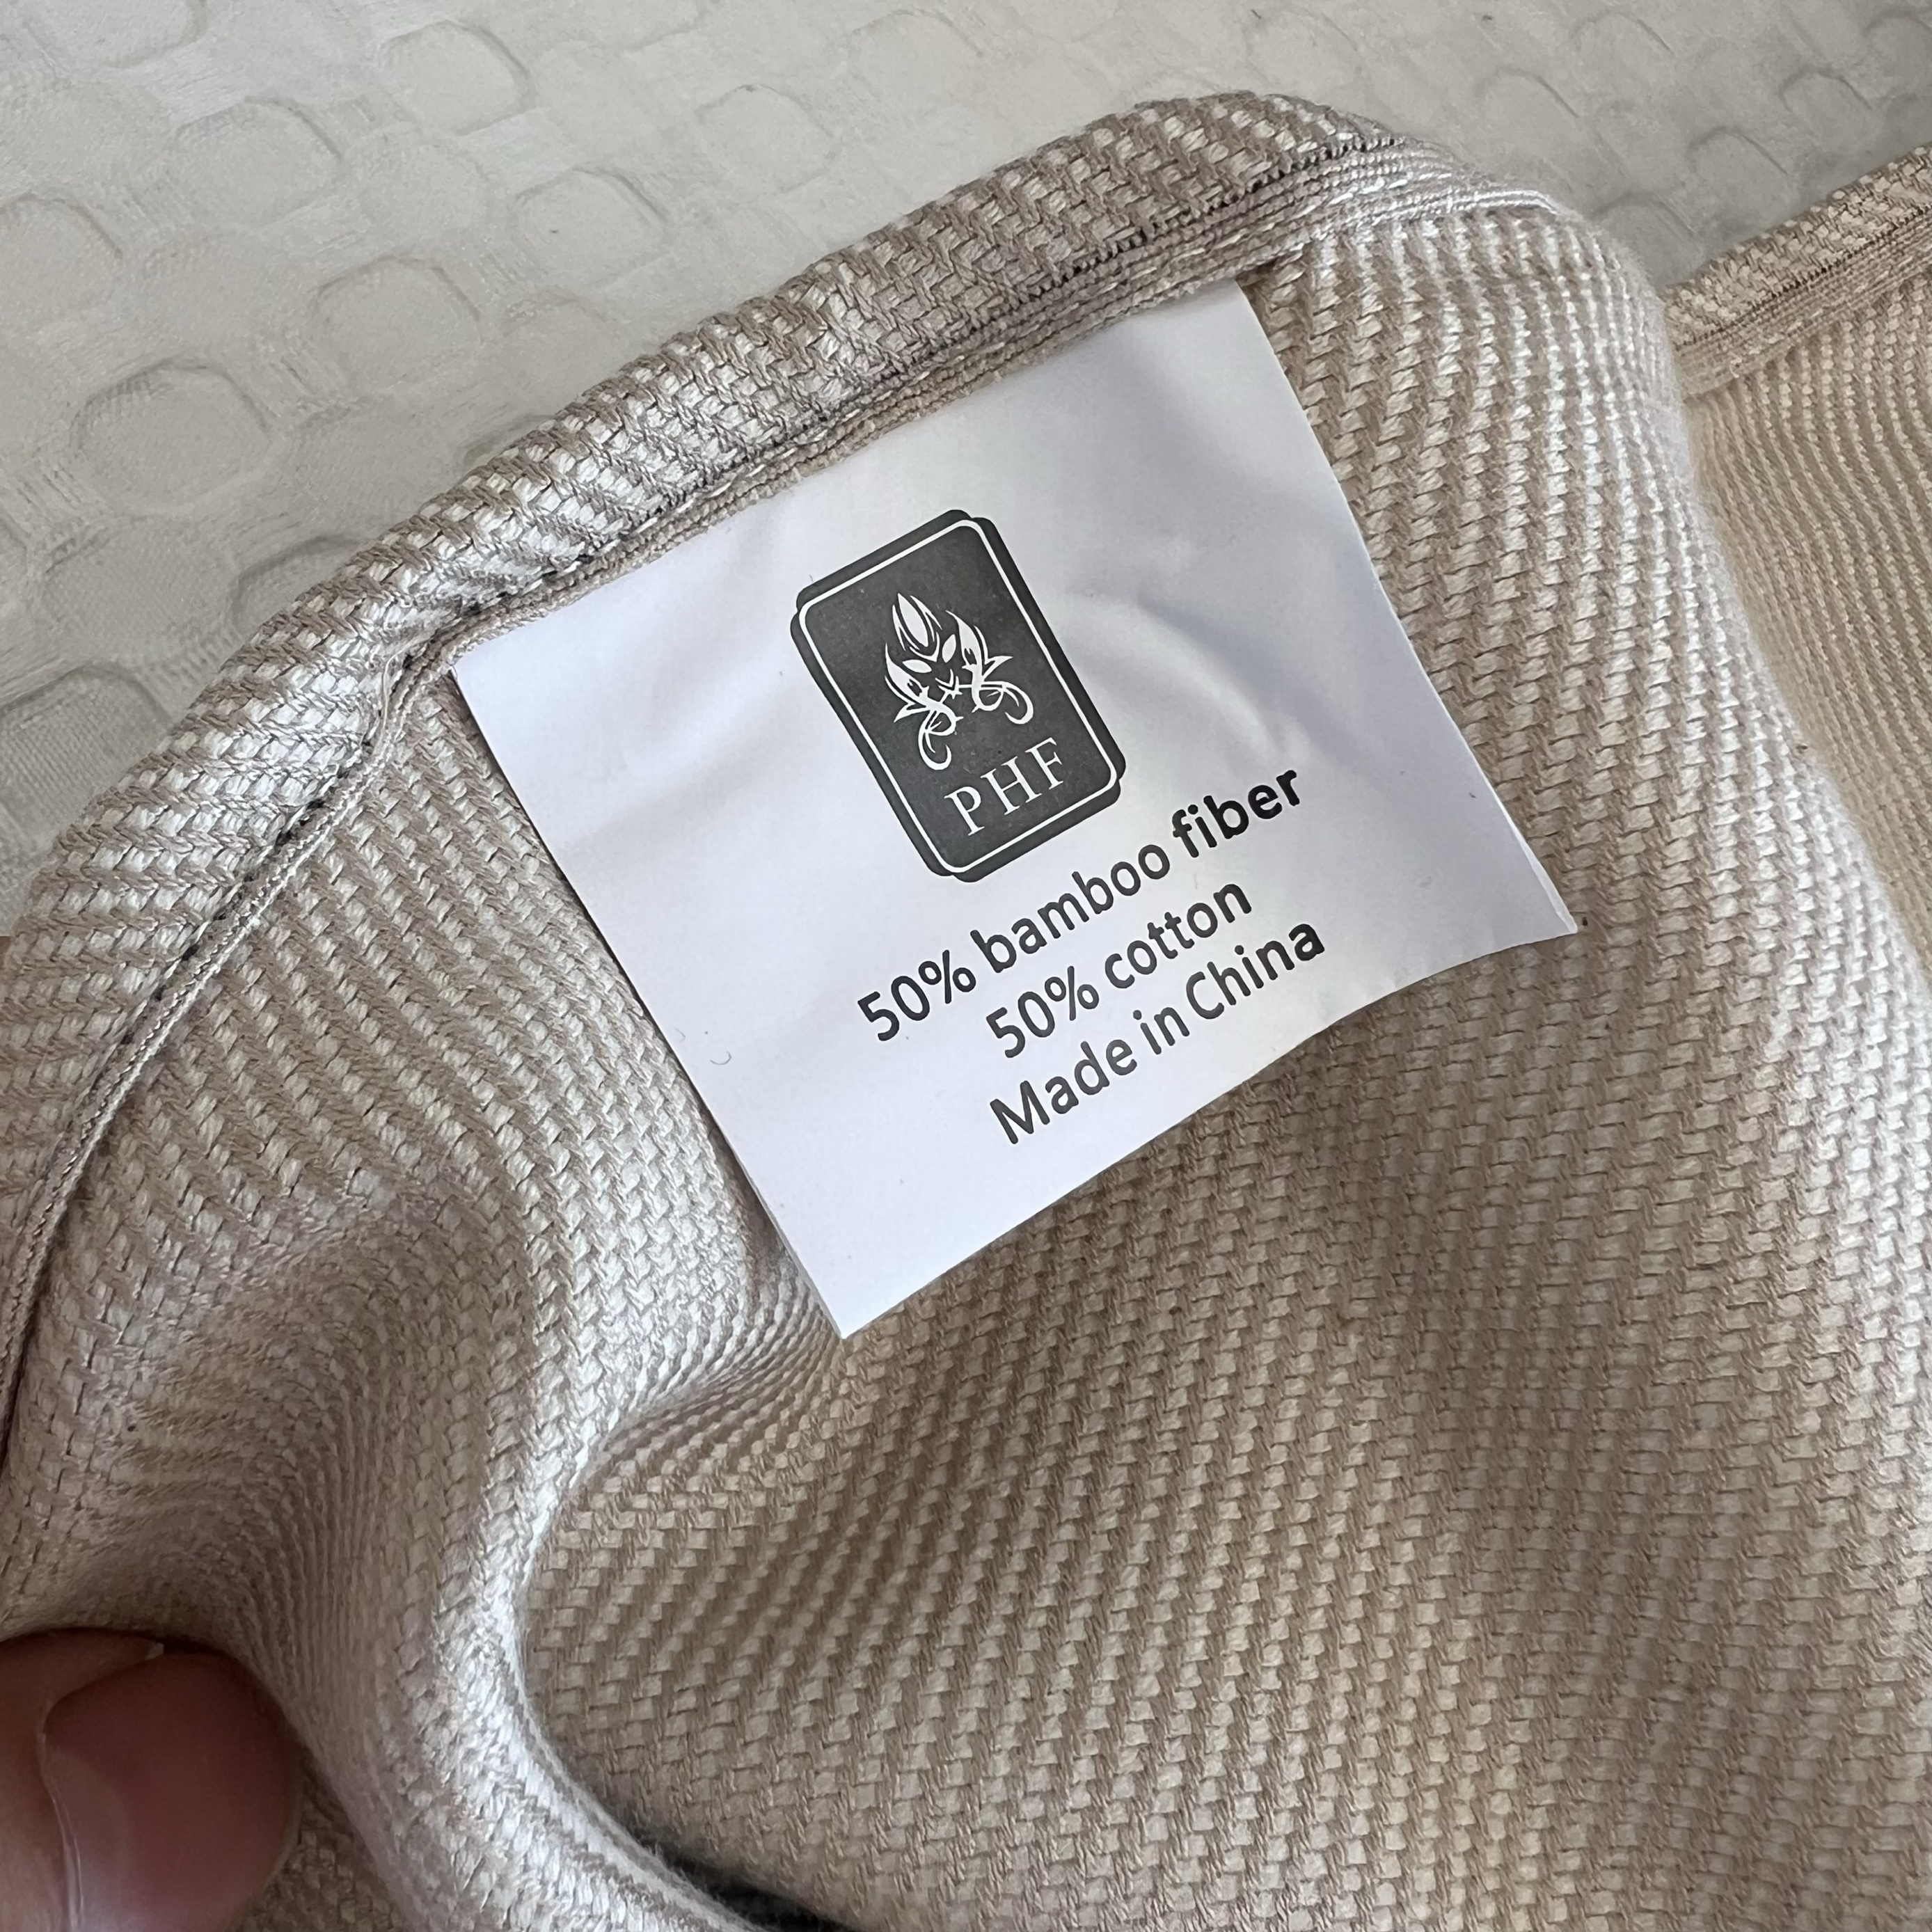 PHF
50% bamboo fiber
50% cotton
Made in China